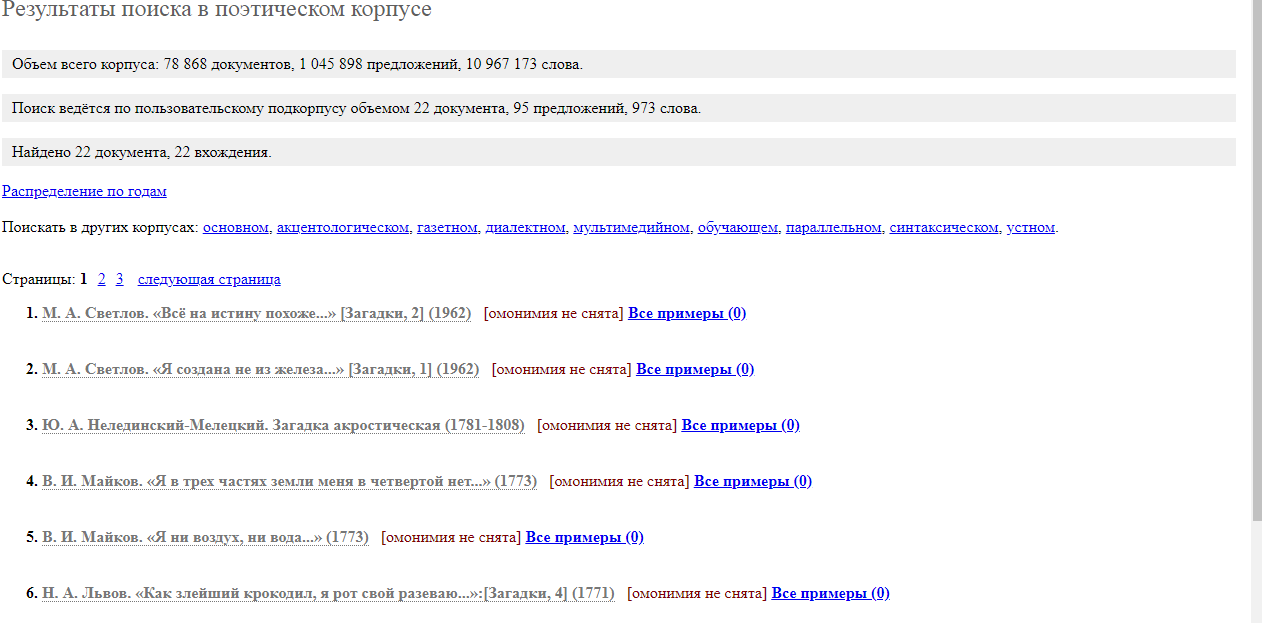 Результаты поиска в поэтическом корпусе
Объем всего корпуса: 78 868 документов, 1 045 898 предложений, 10 967 173 слова.
Поиск ведётся по пользовательскому подкорпусу объемом 22 документа, 95 предложений, 973 слова.
Найдено 22 документа, 22 вхождения.
Распределение по годам
Поискать в других корпусах: основном, акцентологическом, газетном, диалектном, мультимедийном, обучающем, параллельном, синтаксическом, устном.
Страницы: 1 2 3 следующая страница
1. М. А. Светлов. «Всё на истину похоже...» [Загадки, 2] (1962) [омонимия не снята] Все примеры (0)
2. М. А. Светлов. «Я создана не из железа...» [Загадки, 1] (1962) [омонимия не снята] Все примеры (0)
3. Ю. А. Нелединский-Мелецкий. Загадка акростическая (1781-1808) [омонимия не снята] Все примеры (0)
4. В. И. Майков. «Я в трех частях земли меня в четвертой нет...» (1773) [омонимия не снята] Все примеры (0)
5. В. И. Майков. «Я ни воздух, ни вода...» (1773) [омонимия не снята] Все примеры (0)
6. Н. А. Львов. «Как злейший крокодил, я рот свой разеваю...»:[Загадки, 4] (1771) [омонимия не снята] Все примеры (0)